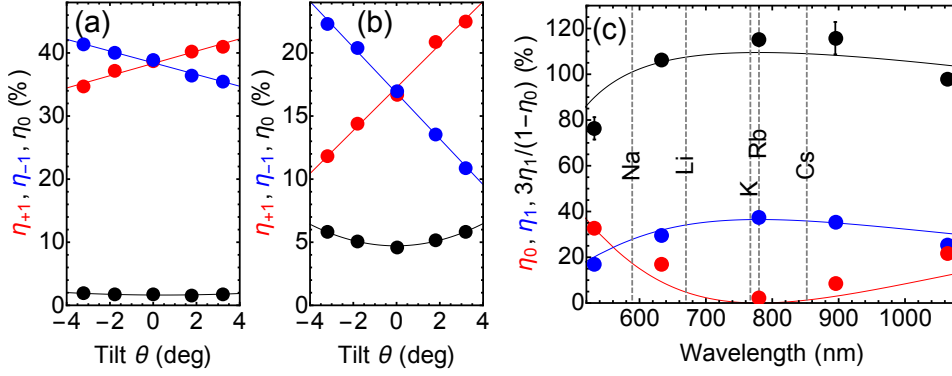 (a)
η+1, η−1, η0 (%)
40
30
20
10
0
−4 −2 0 2 4
Tilt θ (deg)
(b)
η+1, η−1, η0 (%)
20
15
10
5
0
−4 −2 0 2 4
Tilt θ (deg)
(c)
η0, η1, 3η1/(1−η0) (%)
120
100
80
60
40
20
0
Na
Li
K
Rb
Cs
600 700 800 900 1000
Wavelength (nm)